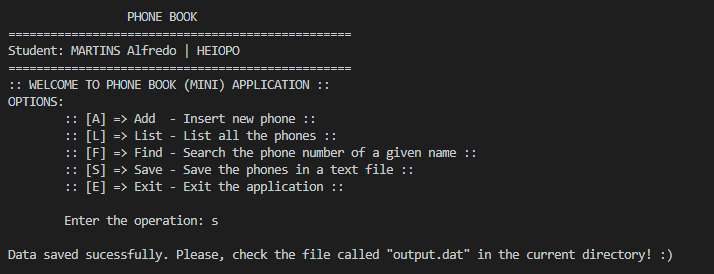 PHONE BOOK
=================================================
Student: MARTINS Alfredo | HEIOPO
=================================================
:: WELCOME TO PHONE BOOK (MINI) APPLICATION ::
OPTIONS:
:: [A] => Add  - Insert new phone ::
:: [L] => List - List all the phones ::
:: [F] => Find - Search the phone number of a given name ::
:: [S] => Save - Save the phones in a text file ::
:: [E] => Exit - Exit the application ::
Enter the operation: s
Data saved sucessfully. Please, check the file called "output.dat" in the current directory! :)